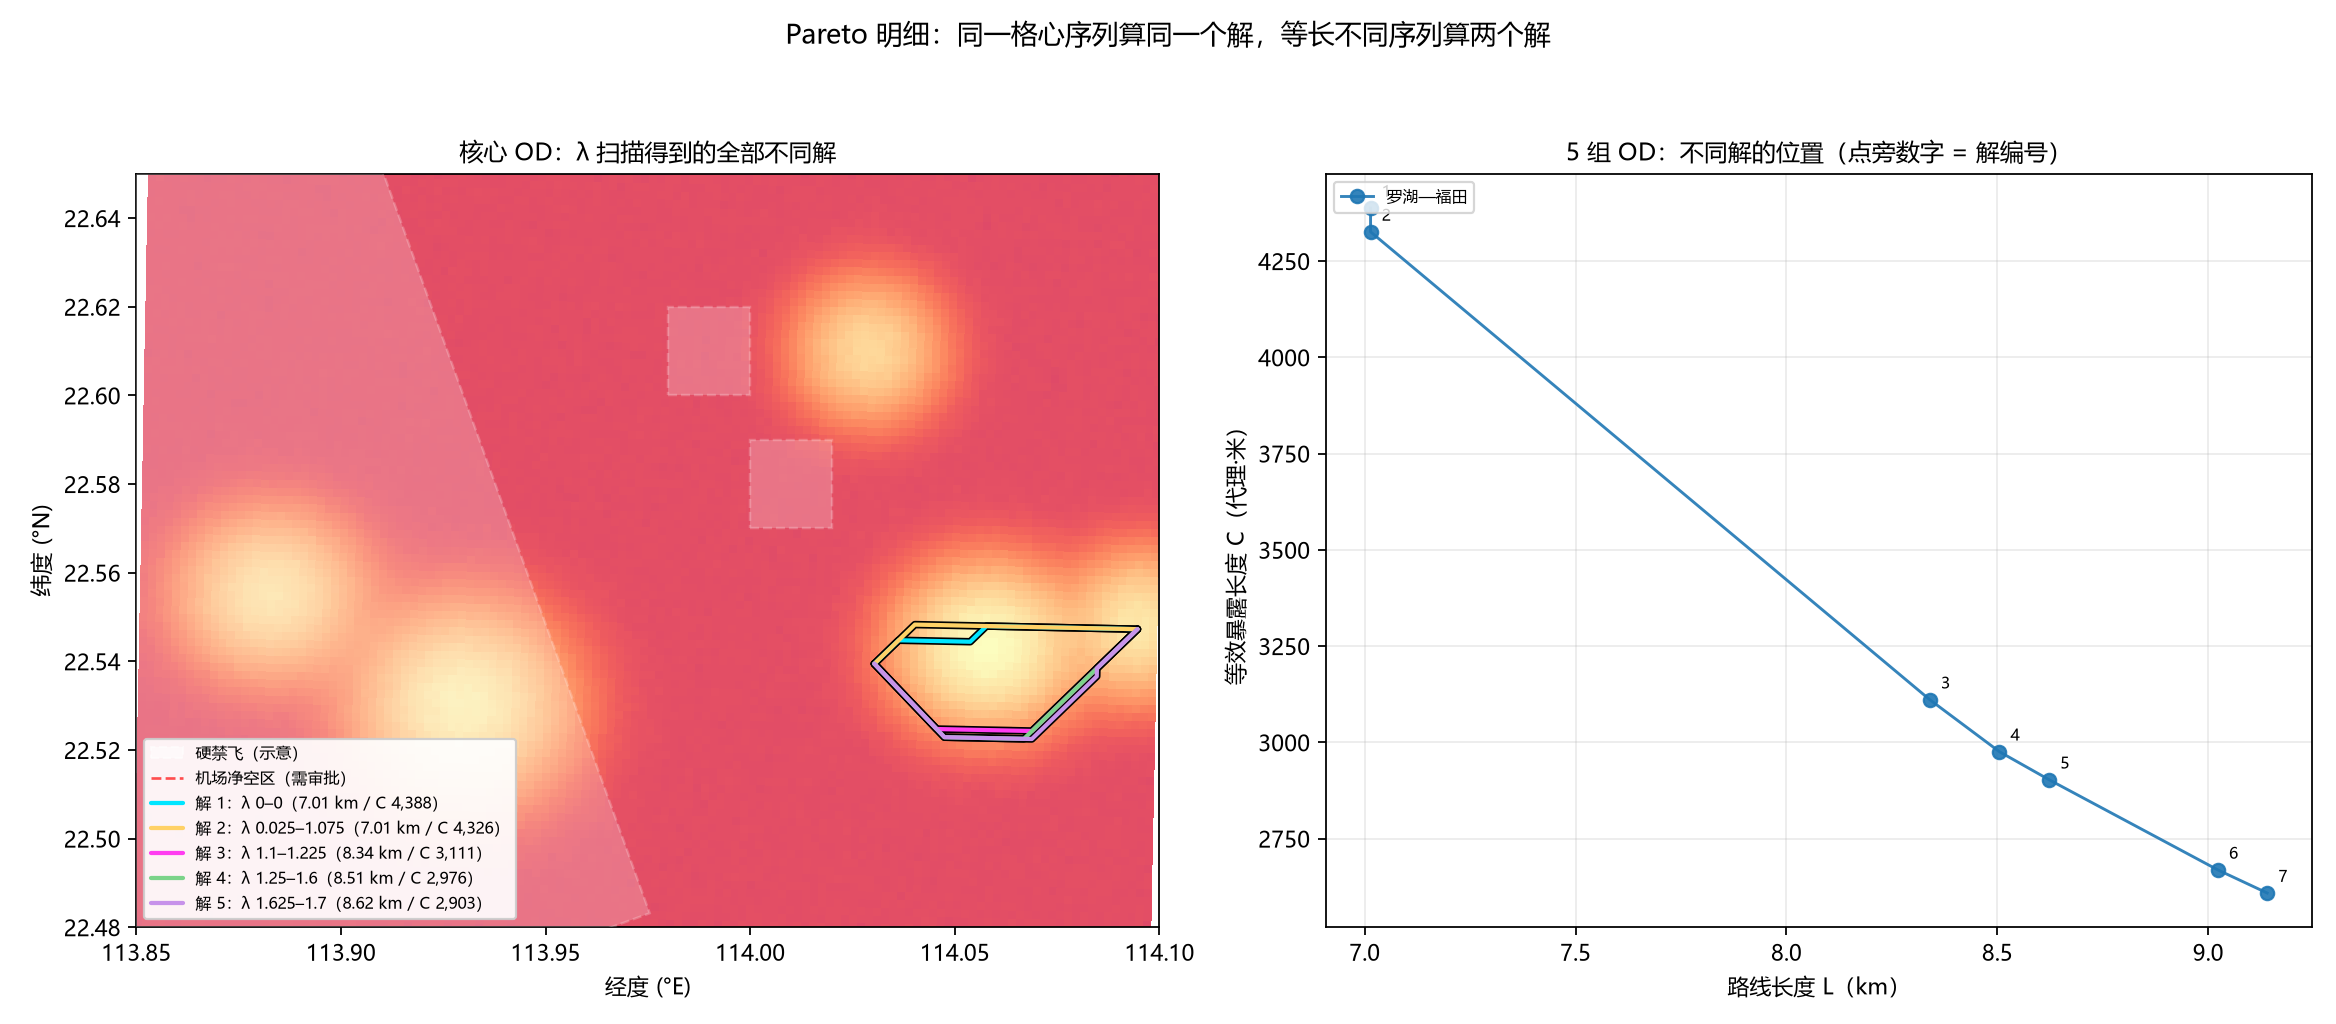 Pareto 明细：同一格心序列算同一个解，等长不同序列算两个解
核心 OD：λ 扫描得到的全部不同解
22.64
22.62
22.60
22.58
22.56
22.54
22.52
22.50
22.48
纬度 (°N)
113.85
113.90
113.95
114.00
114.05
114.10
经度 (°E)
硬禁飞（示意）
机场净空区（需审批）
解 1：λ 0–0（7.01 km / C 4,388）
解 2：λ 0.025–1.075（7.01 km / C 4,326）
解 3：λ 1.1–1.225（8.34 km / C 3,111）
解 4：λ 1.25–1.6（8.51 km / C 2,976）
解 5：λ 1.625–1.7（8.62 km / C 2,903）
5 组 OD：不同解的位置（点旁数字 = 解编号）
罗湖—福田
2
3
4
5
6
7
4250
4000
3750
3500
3250
3000
2750
等效暴露长度 C（代理·米）
7.0
7.5
8.0
8.5
9.0
路线长度 L（km）